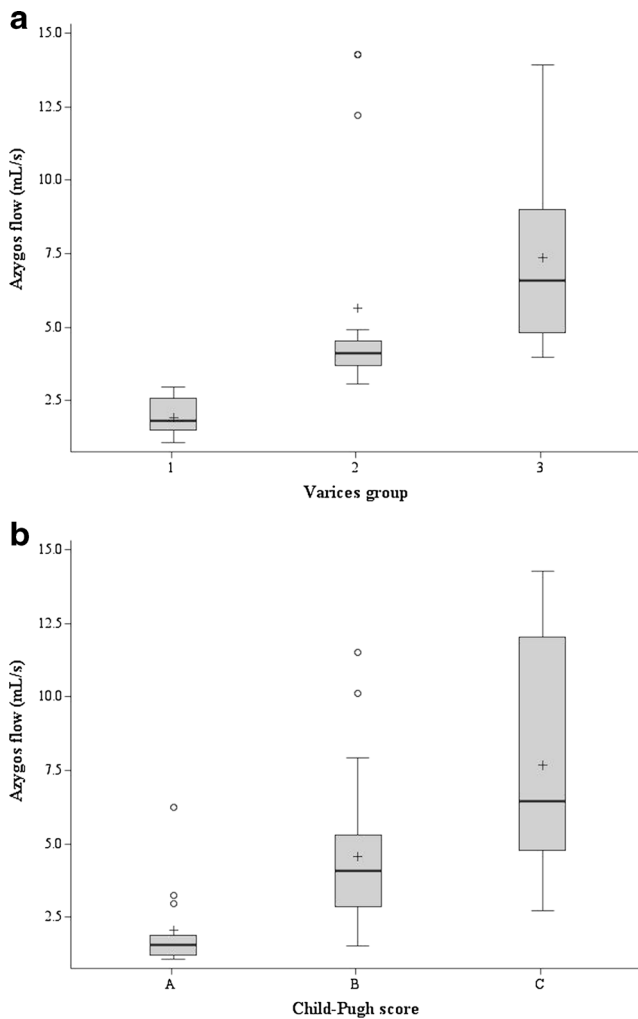 a
15.0
12.5
10.0
7.5
5.0
2.5
Azygos flow (mL/s)
1 2 3
Varices group
b
15.0
12.5
10.0
7.5
5.0
2.5
Azygos flow (mL/s)
A B C
Child-Pugh score